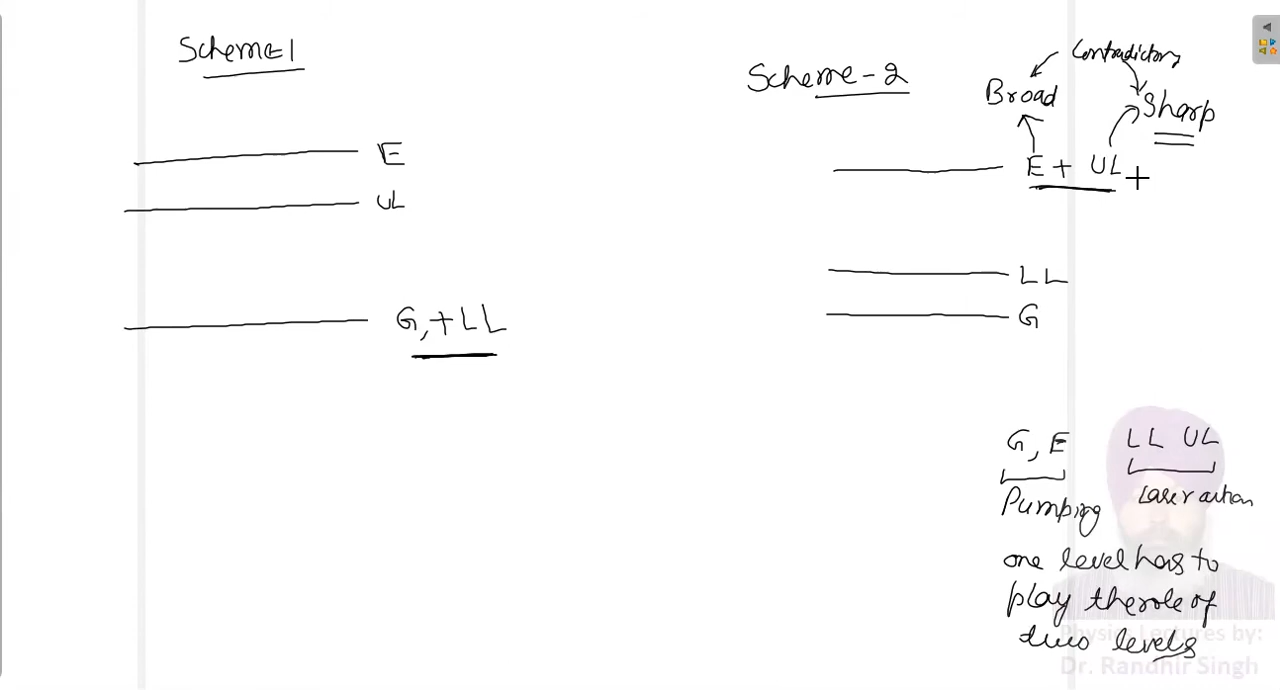 Scheme-1
E
UL
G, + LL
Scheme-2
Contradictory
Broad
Sharp
E + UL
LL
G
G, E
LL UL
Pumping
Laser action
one level has to
play the role of
two levels
Physics Lectures by:
Dr. Randhir Singh